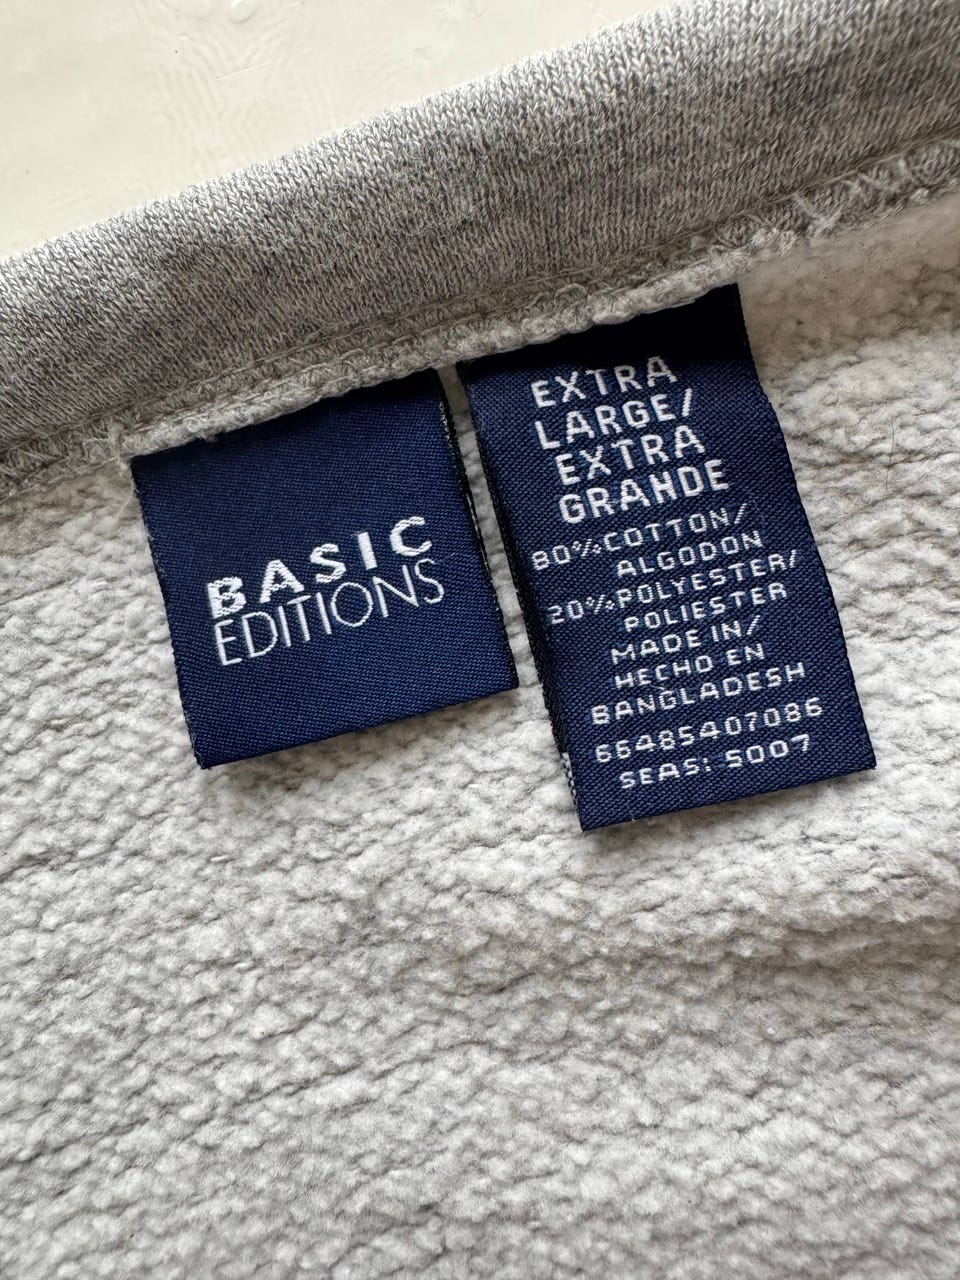 BASIC
EDITIONS
EXTRA
LARGE/
EXTRA
GRANDE
80%COTTON/
ALGODON
20%POLYESTER/
POLIESTER
MADE IN/
HECHO EN
BANGLADESH
66485407086
SEAS: 5007